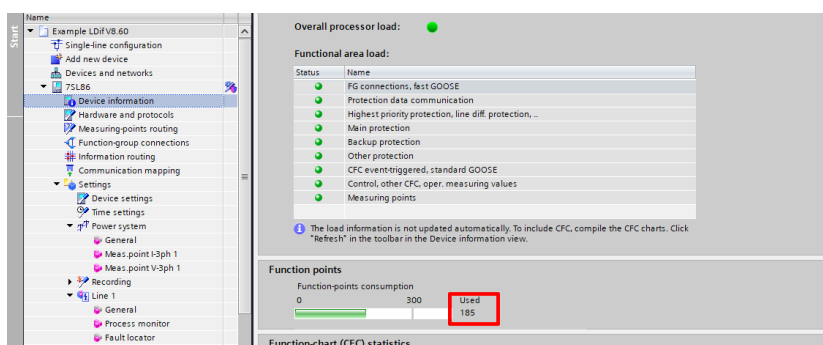 Start
Name
Example LDif V8.60
Single-line configuration
Add new device
Devices and networks
7SL86
Device information
Hardware and protocols
Measuring-points routing
Function-group connections
Information routing
Communication mapping
Settings
Device settings
Time settings
Power system
General
Meas.point I-3ph 1
Meas.point V-3ph 1
Recording
Line 1
General
Process monitor
Fault locator
Overall processor load:
Functional area load:
Status Name
FG connections, fast GOOSE
Protection data communication
Highest priority protection, line diff. protection, ..
Main protection
Backup protection
Other protection
CFC event-triggered, standard GOOSE
Control, other CFC, oper. measuring values
Measuring points
The load information is not updated automatically. To include CFC, compile the CFC charts. Click
"Refresh" in the toolbar in the Device information view.
Function points
Function-points consumption
0 300 Used
185
Function-chart (CFC) statistics